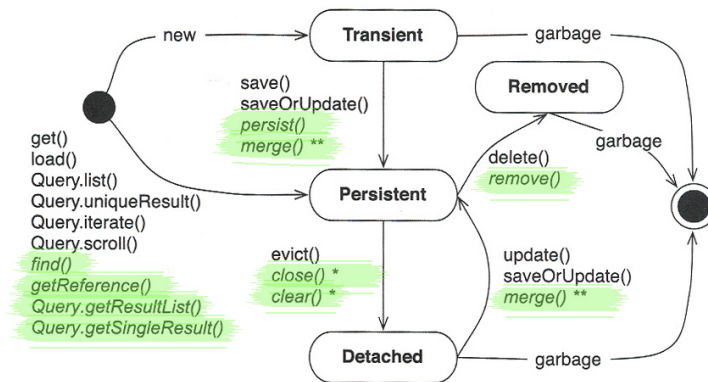 new
Transient
garbage
save()
saveOrUpdate()
persist()
merge() **
Removed
get()
load()
Query.list()
Query.uniqueResult()
Query.iterate()
Query.scroll()
find()
getReference()
Query.getResultList()
Query.getSingleResult()
garbage
delete()
remove()
Persistent
evict()
close() *
clear() *
update()
saveOrUpdate()
merge() **
Detached
garbage